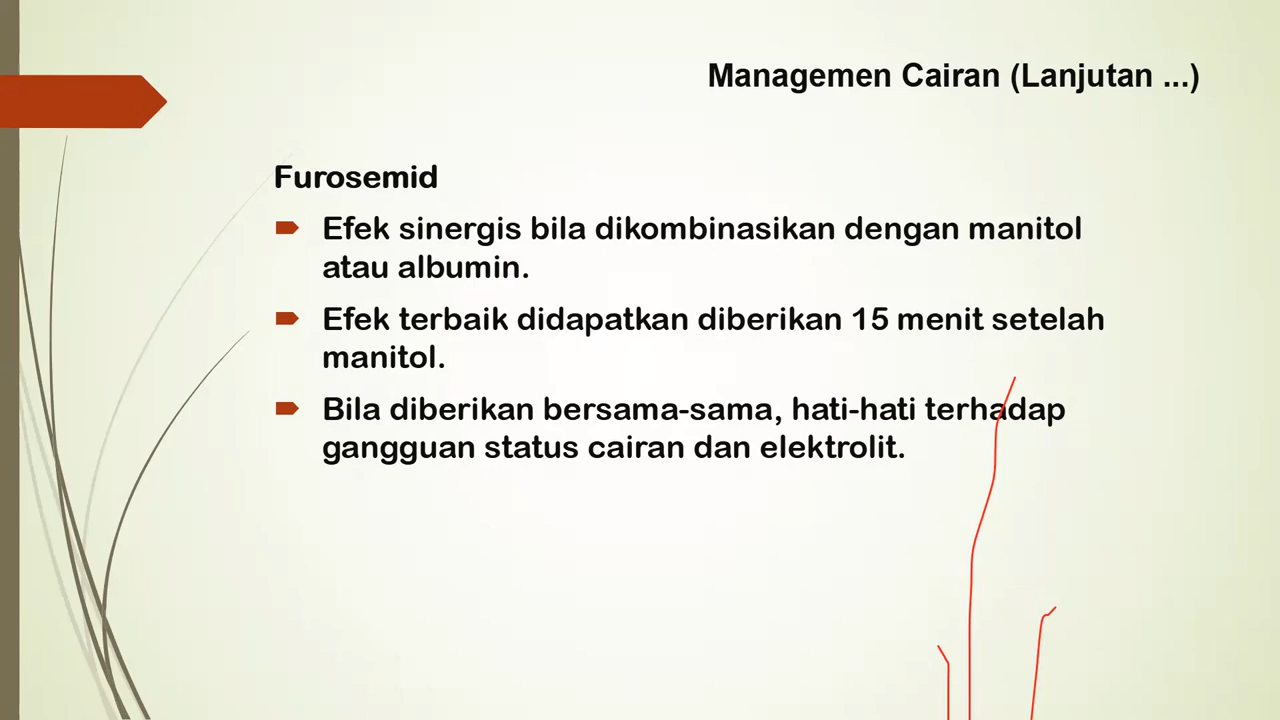 Managemen Cairan (Lanjutan ...)
Furosemid
Efek sinergis bila dikombinasikan dengan manitol
atau albumin.
Efek terbaik didapatkan diberikan 15 menit setelah
manitol.
Bila diberikan bersama-sama, hati-hati terhadap
gangguan status cairan dan elektrolit.